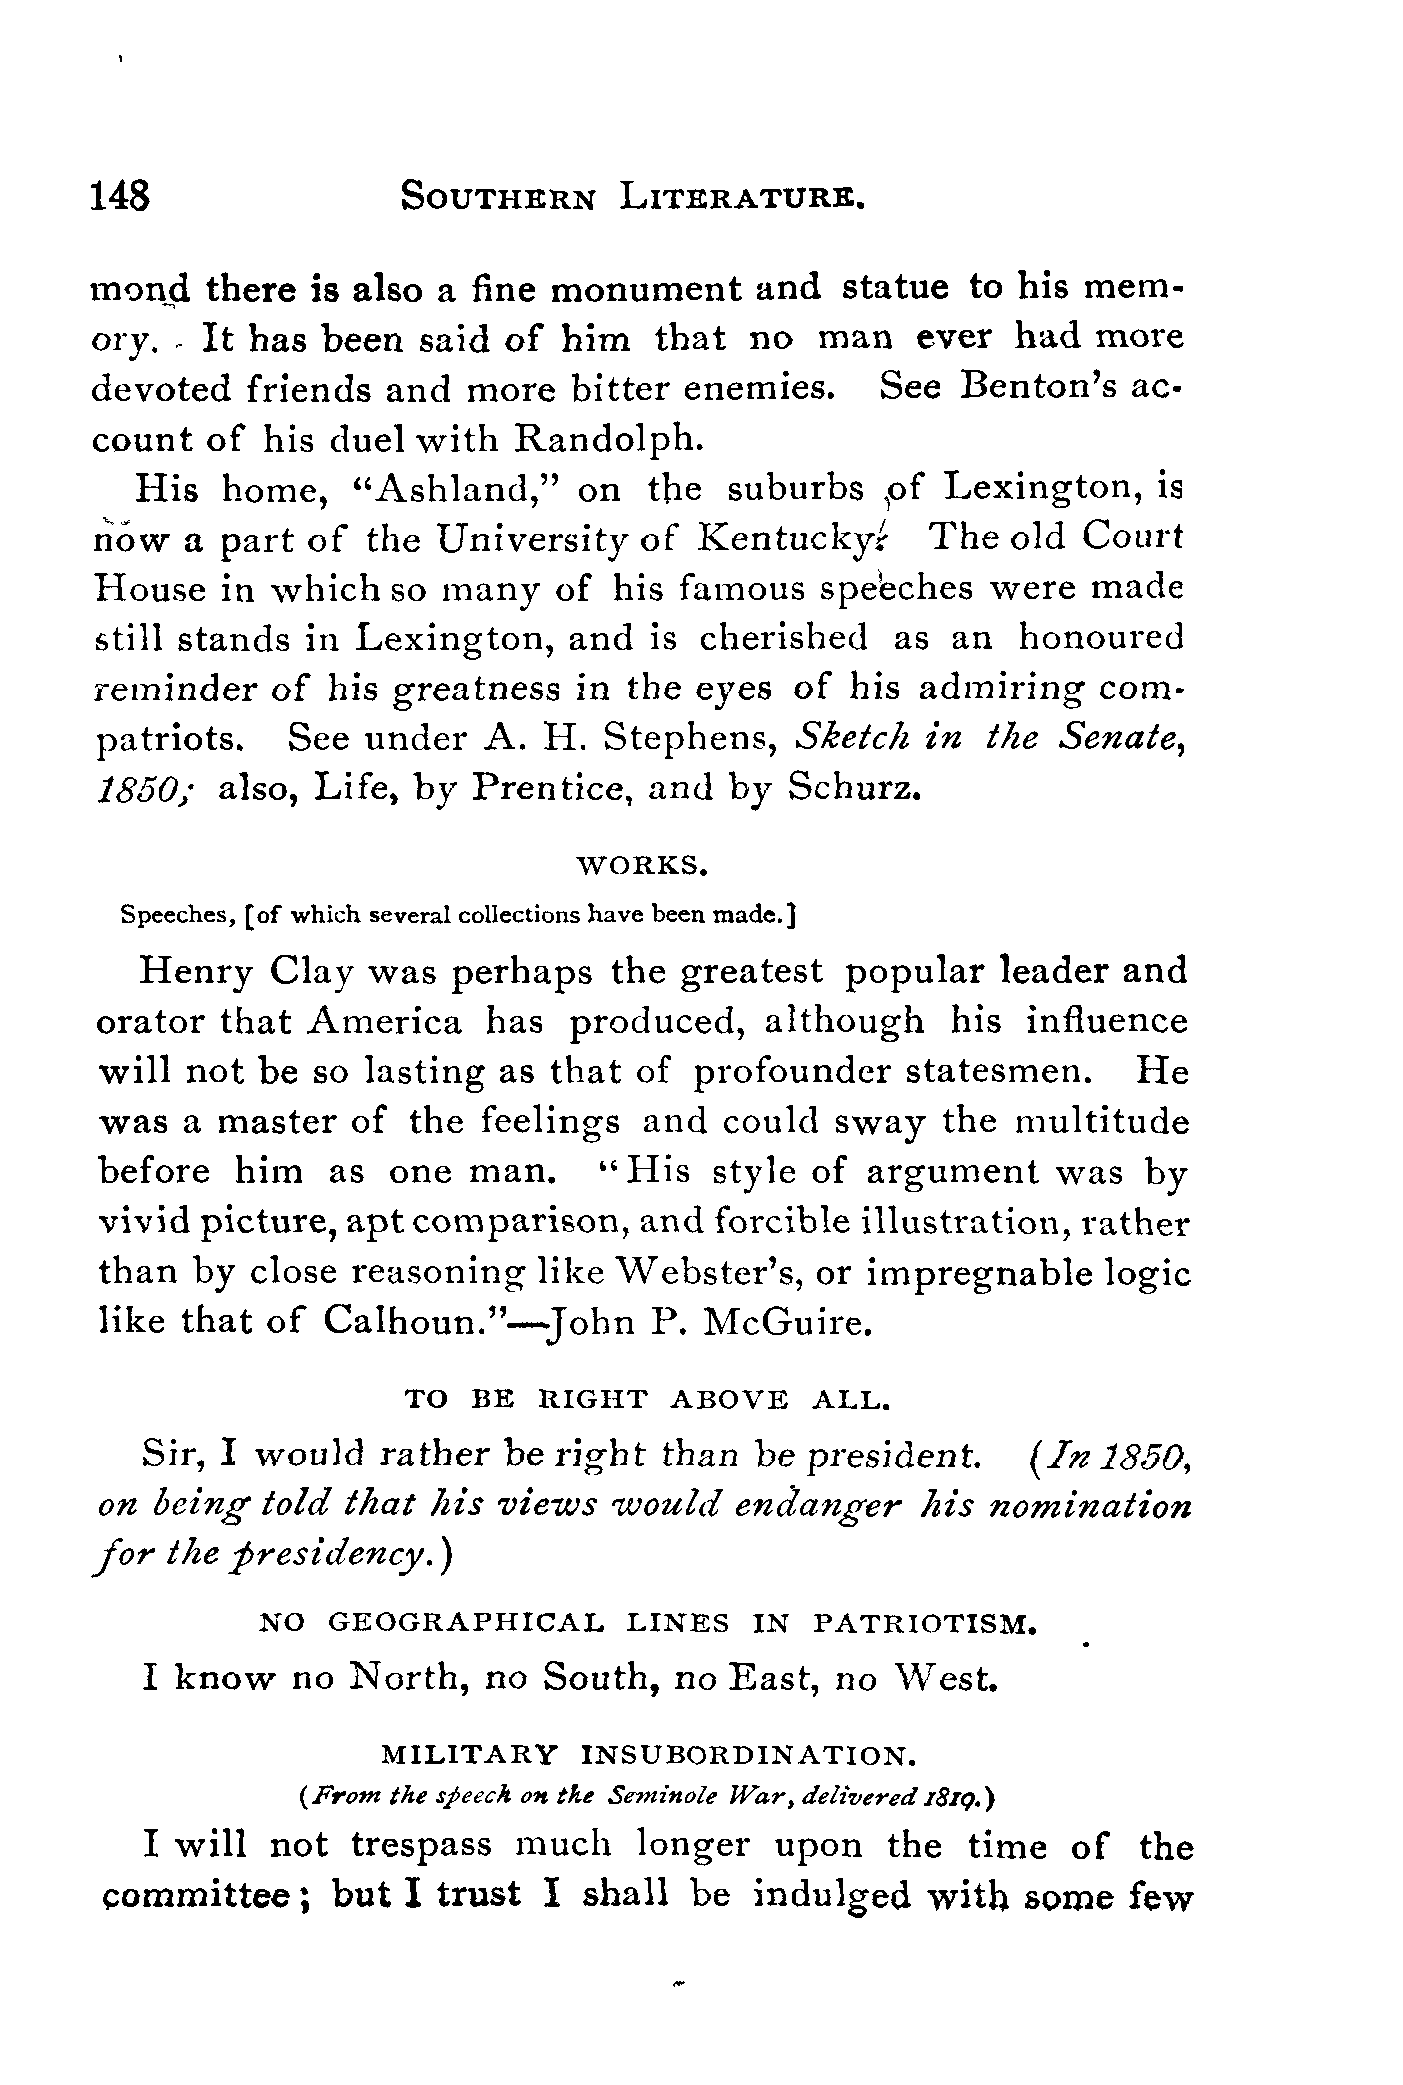 148 SOUTHERN LITERATURE.
mond there is also a fine monument and statue to his mem-
ory. It has been said of him that no man ever had more
devoted friends and more bitter enemies. See Benton's ac-
count of his duel with Randolph.
His home, "Ashland," on the suburbs of Lexington, is
now a part of the University of Kentucky. The old Court
House in which so many of his famous speeches were made
still stands in Lexington, and is cherished as an honoured
reminder of his greatness in the eyes of his admiring com-
patriots. See under A. H. Stephens, Sketch in the Senate,
1850; also, Life, by Prentice, and by Schurz.
WORKS.
Speeches, [of which several collections have been made.]
Henry Clay was perhaps the greatest popular leader and
orator that America has produced, although his influence
will not be so lasting as that of profounder statesmen. He
was a master of the feelings and could sway the multitude
before him as one man. "His style of argument was by
vivid picture, apt comparison, and forcible illustration, rather
than by close reasoning like Webster's, or impregnable logic
like that of Calhoun."—John P. McGuire.
TO BE RIGHT ABOVE ALL.
Sir, I would rather be right than be president. (In 1850,
on being told that his views would endanger his nomination
for the presidency.)
NO GEOGRAPHICAL LINES IN PATRIOTISM.
I know no North, no South, no East, no West.
MILITARY INSUBORDINATION.
(From the speech on the Seminole War, delivered 1819.)
I will not trespass much longer upon the time of the
committee; but I trust I shall be indulged with some few